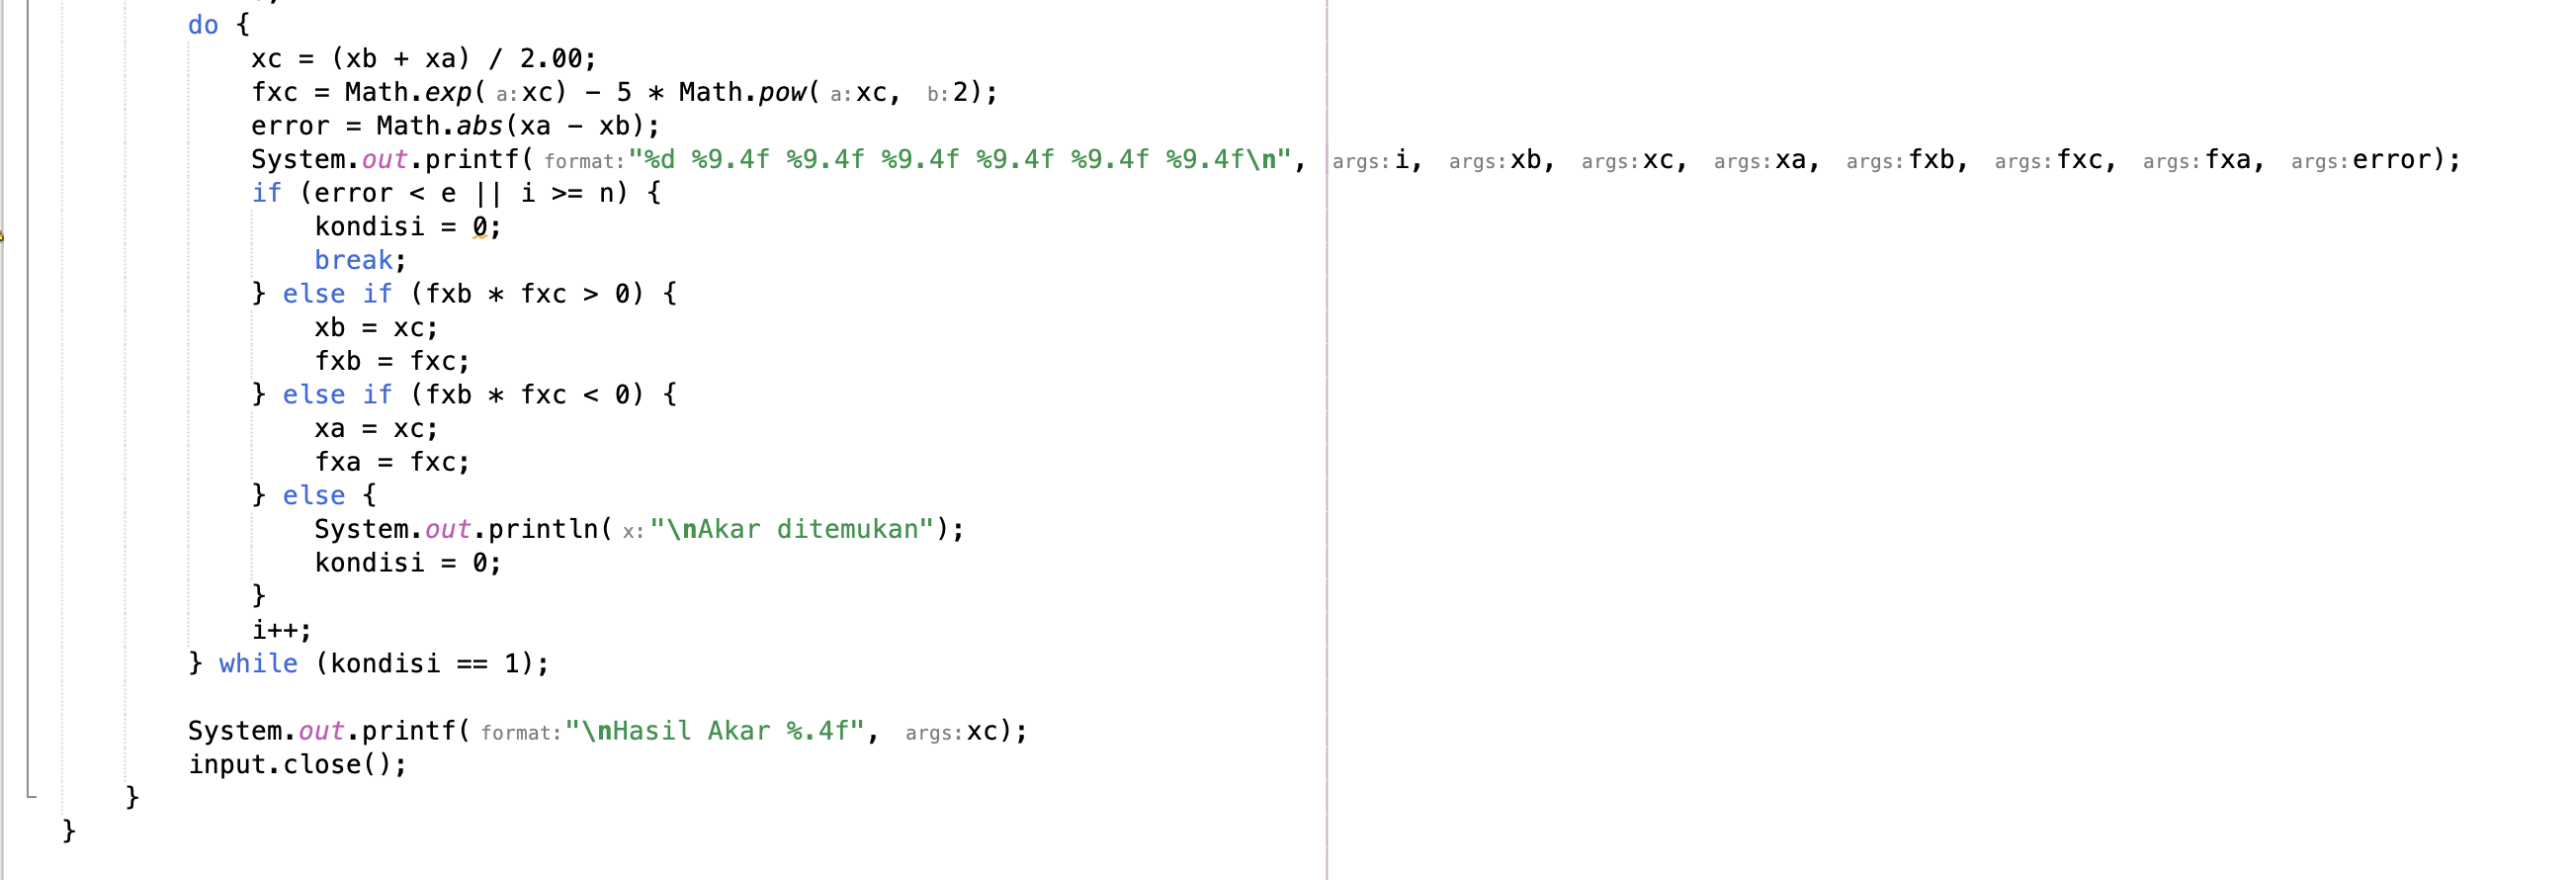 do {
xc = (xb + xa) / 2.00;
fxc = Math.exp( a: xc) - 5 * Math.pow( a: xc, b: 2);
error = Math.abs(xa - xb);
System.out.printf( format: "%d %9.4f %9.4f %9.4f %9.4f %9.4f %9.4f\n", args: i, args: xb, args: xc, args: xa, args: fxb, args: fxc, args: fxa, args: error);
if (error < e || i >= n) {
kondisi = 0;
break;
} else if (fxb * fxc > 0) {
xb = xc;
fxb = fxc;
} else if (fxb * fxc < 0) {
xa = xc;
fxa = fxc;
} else {
System.out.println( x: "\nAkar ditemukan");
kondisi = 0;
}
i++;
} while (kondisi == 1);
System.out.printf( format: "\nHasil Akar %.4f", args: xc);
input.close();
}
}